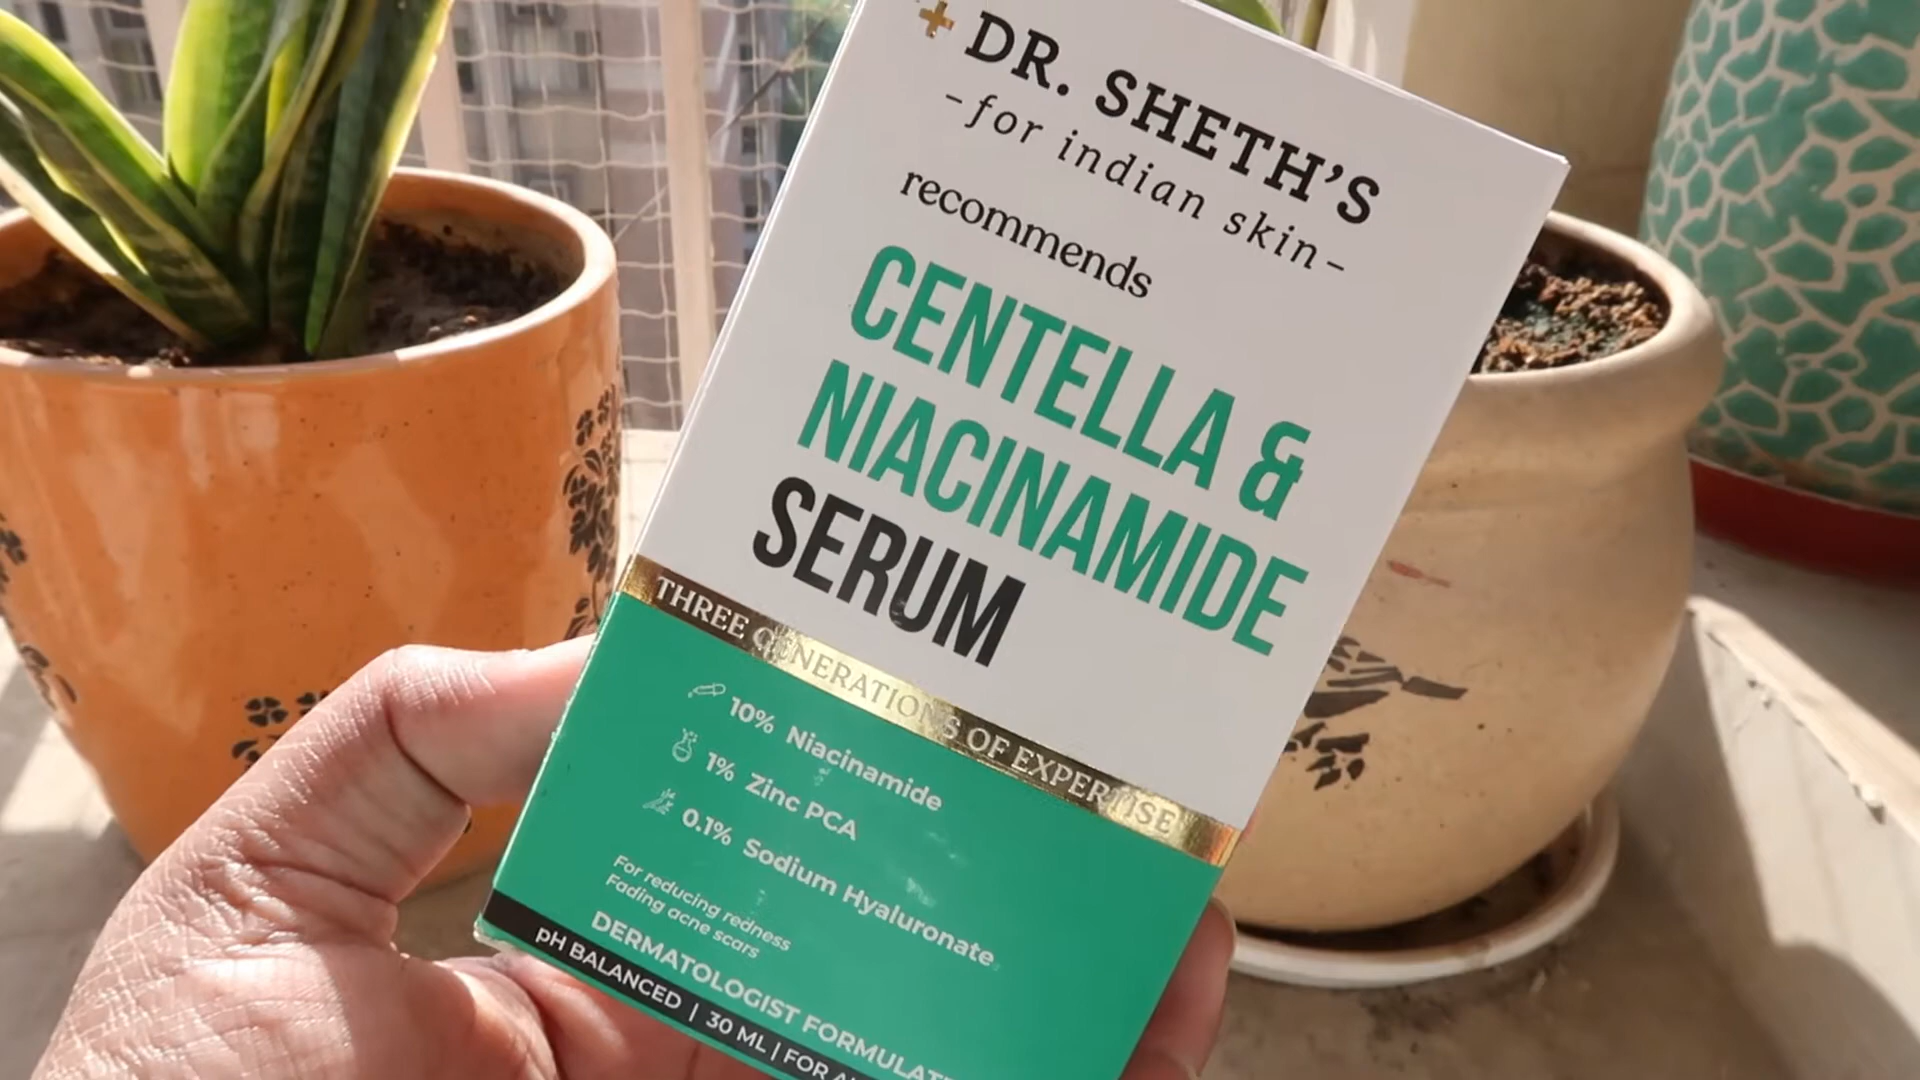 DR. SHETH'S
-for indian skin-
recommends
CENTELLA &
NIACINAMIDE
SERUM
THREE GENERATIONS OF EXPERTISE
10% Niacinamide
1% Zinc PCA
0.1% Sodium Hyaluronate
For reducing redness
Fading acne scars
DERMATOLOGIST
pH BALANCED | 30 ML | FOR